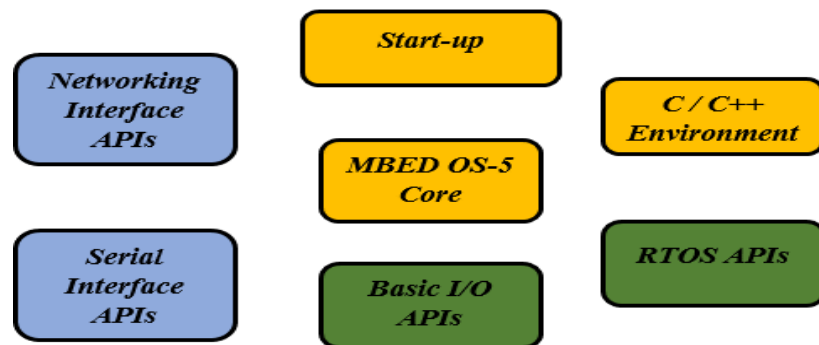 Start-up
Networking
Interface
APIs
C / C++
Environment
MBED OS-5
Core
Serial
Interface
APIs
Basic I/O
APIs
RTOS APIs